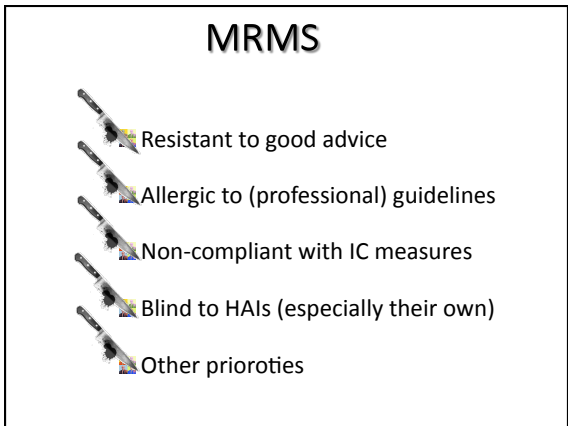 MRMS
Resistant to good advice
Allergic to (professional) guidelines
Non-compliant with IC measures
Blind to HAIs (especially their own)
Other prioroties